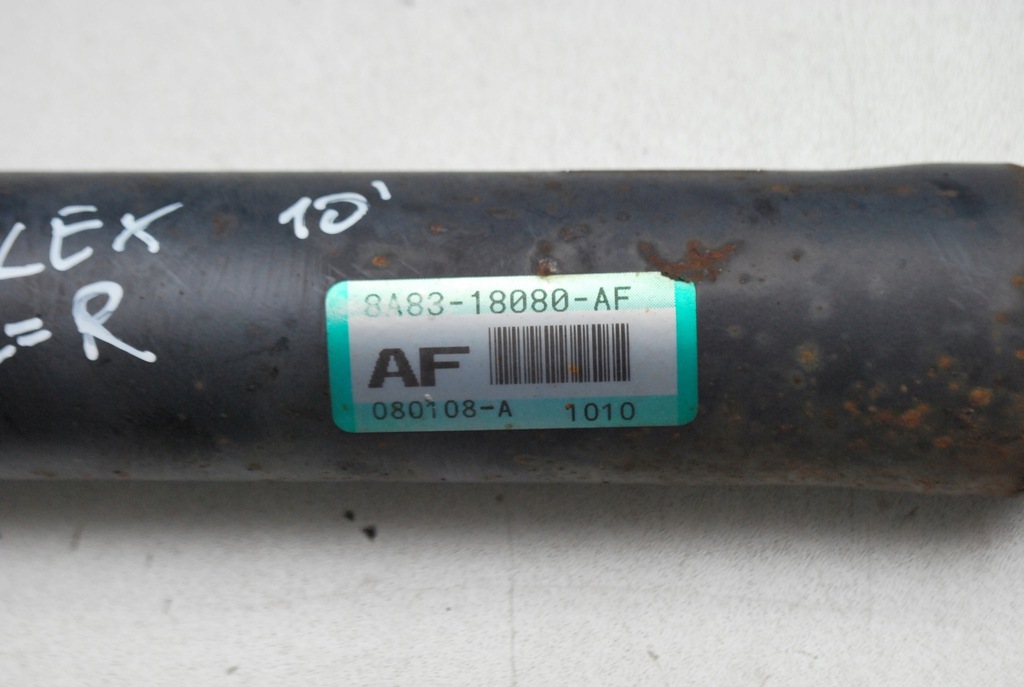 LEX 10'
= R
8A83-18080-AF
AF
080108-A 1010